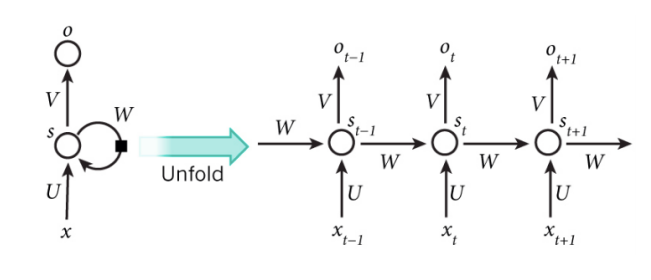 o
o_{t-1} o_t o_{t+1}
V W V V V
s s_{t-1} s_t s_{t+1}
W W W W
Unfold
U U U U
x x_{t-1} x_t x_{t+1}